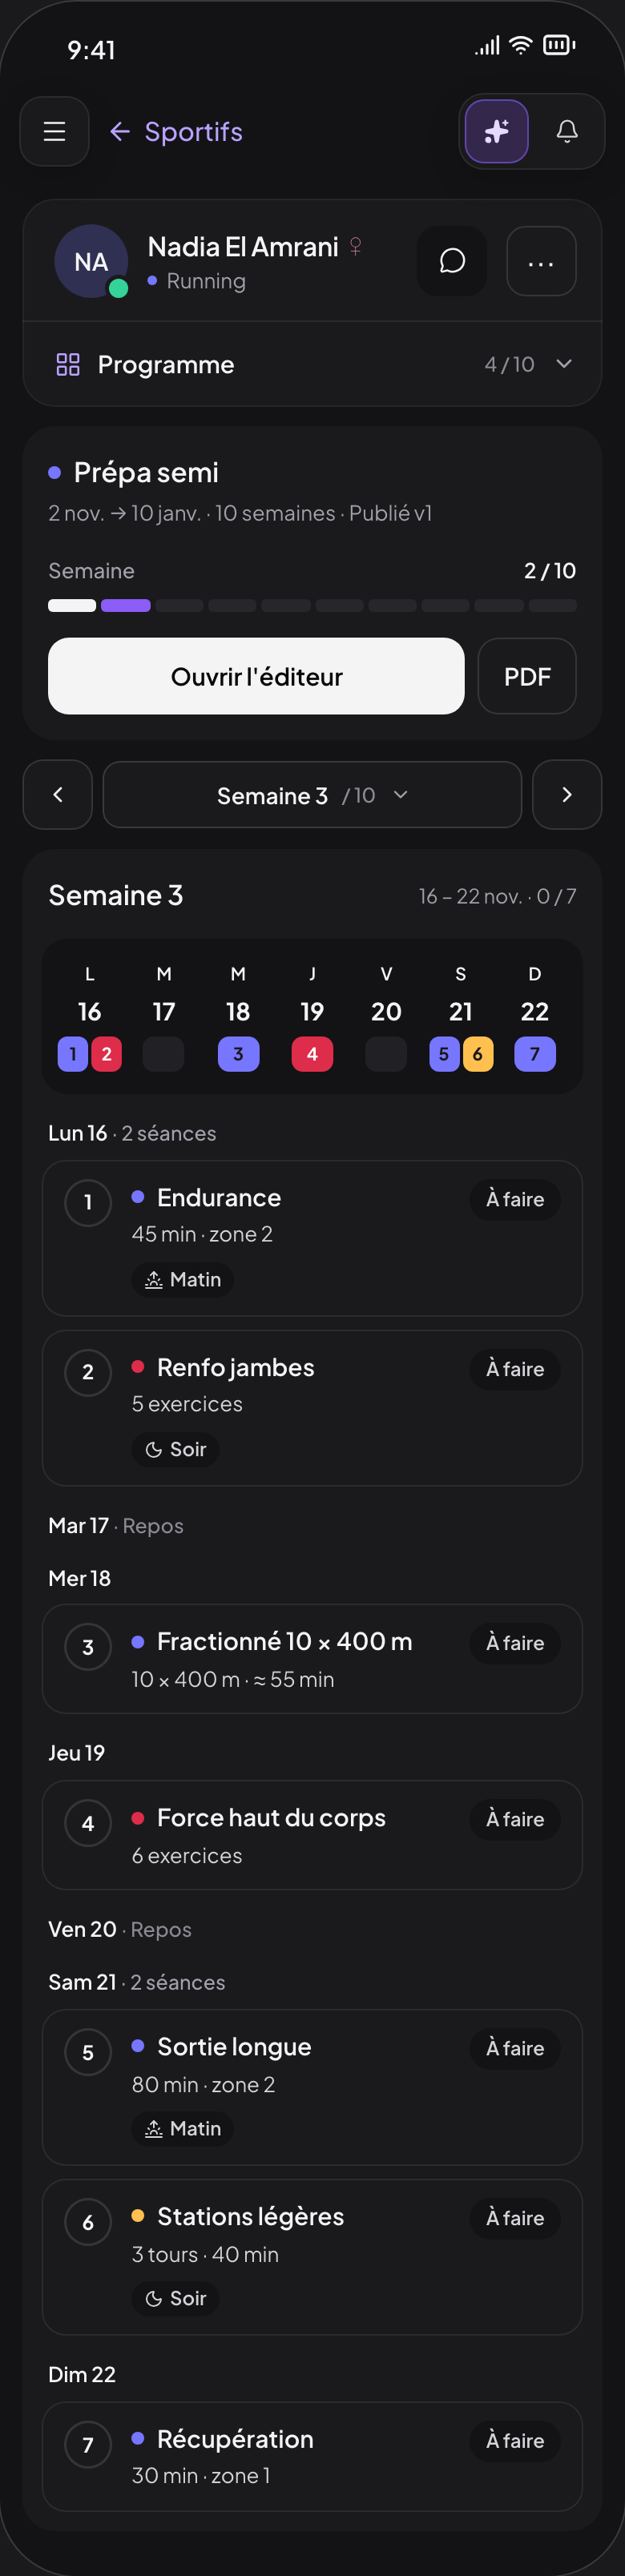 9:41
Sportifs
NA
Nadia El Amrani ♀
Running
...
Programme 4 / 10
Prépa semi
2 nov. → 10 janv. · 10 semaines · Publié v1
Semaine 2 / 10
Ouvrir l'éditeur PDF
Semaine 3 / 10
Semaine 3 16 – 22 nov. · 0 / 7
L M M J V S D
16 17 18 19 20 21 22
1 2 3 4 5 6 7
Lun 16 · 2 séances
1 Endurance À faire
45 min · zone 2
Matin
2 Renfo jambes À faire
5 exercices
Soir
Mar 17 · Repos
Mer 18
3 Fractionné 10 × 400 m À faire
10 × 400 m · ≈ 55 min
Jeu 19
4 Force haut du corps À faire
6 exercices
Ven 20 · Repos
Sam 21 · 2 séances
5 Sortie longue À faire
80 min · zone 2
Matin
6 Stations légères À faire
3 tours · 40 min
Soir
Dim 22
7 Récupération À faire
30 min · zone 1